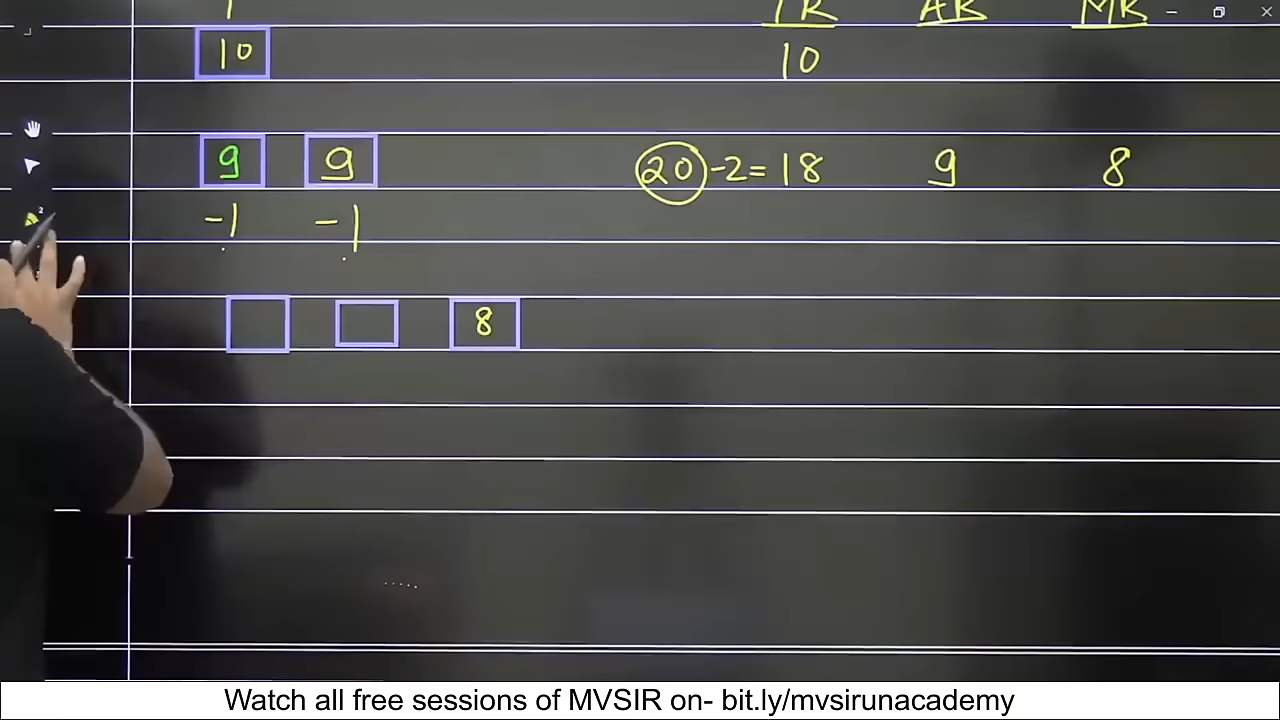 TR AR MR
10 10
9 9 20 -2= 18 9 8
-1 -1
8
Watch all free sessions of MVSIR on- bit.ly/mvsirunacademy